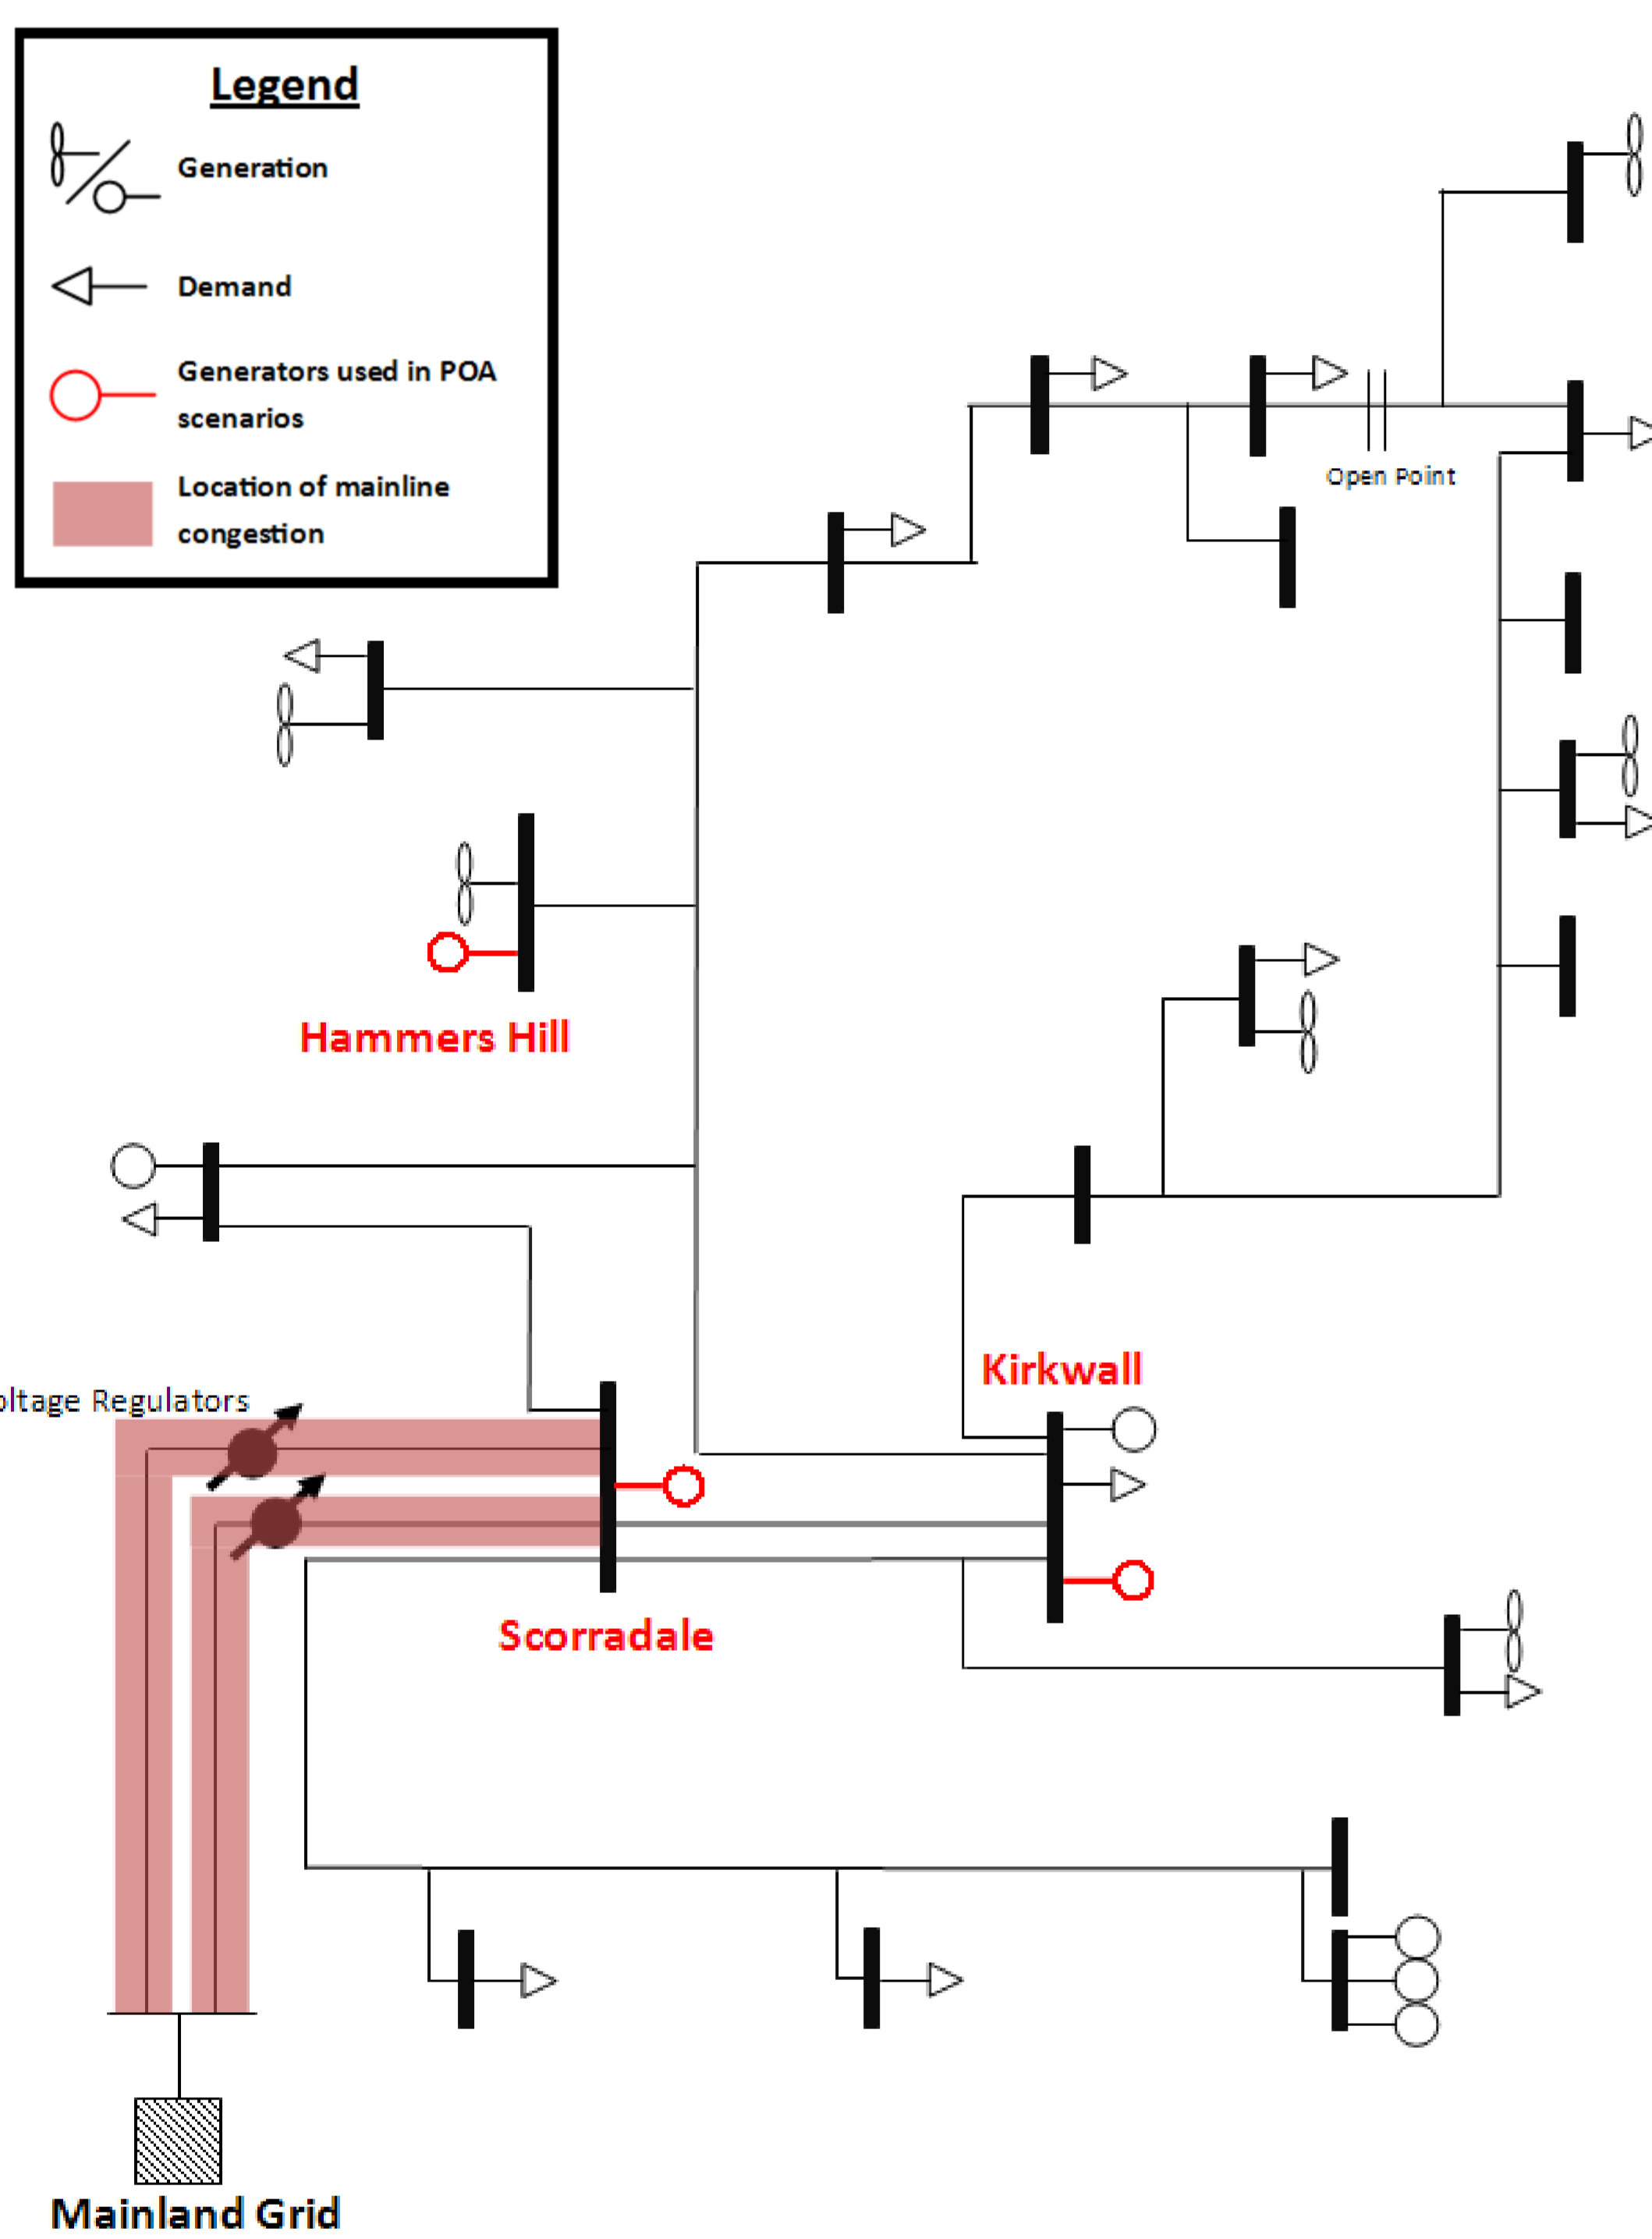 Legend
Generation
Demand
Generators used in POA
scenarios
Location of mainline
congestion
Open Point
Hammers Hill
Kirkwall
oltage Regulators
Scorradale
Mainland Grid